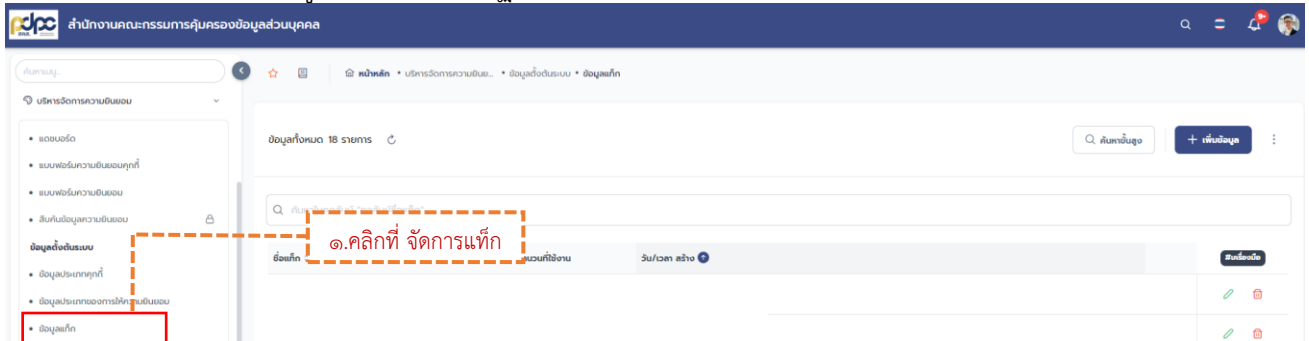 pdpc
สคส.
สำนักงานคณะกรรมการคุ้มครองข้อมูลส่วนบุคคล
9+
ค้นหาเมนู...
หน้าหลัก • บริหารจัดการความยินย... • ข้อมูลตั้งต้นระบบ • ข้อมูลแท็ก
บริหารจัดการความยินยอม
• แดชบอร์ด
• แบบฟอร์มความยินยอมคุกกี้
• แบบฟอร์มความยินยอม
• สืบค้นข้อมูลความยินยอม
ข้อมูลตั้งต้นระบบ
• ข้อมูลประเภทคุกกี้
• ข้อมูลประเภทของการให้ความยินยอม
• ข้อมูลแท็ก
ข้อมูลทั้งหมด 18 รายการ
ค้นหาขั้นสูง
+ เพิ่มข้อมูล
๑.คลิกที่ จัดการแท็ก
ชื่อแท็ก
วัน/เวลา สร้าง
#เครื่องมือ